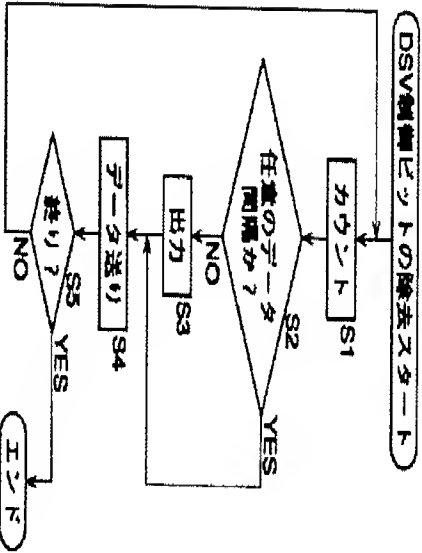 DSV制御ビットの除去スタート
カウント
S1
任意のデータ
間隔か?
S2
YES
NO
出力
S3
データ送り
S4
終り?
S5
YES
NO
エンド